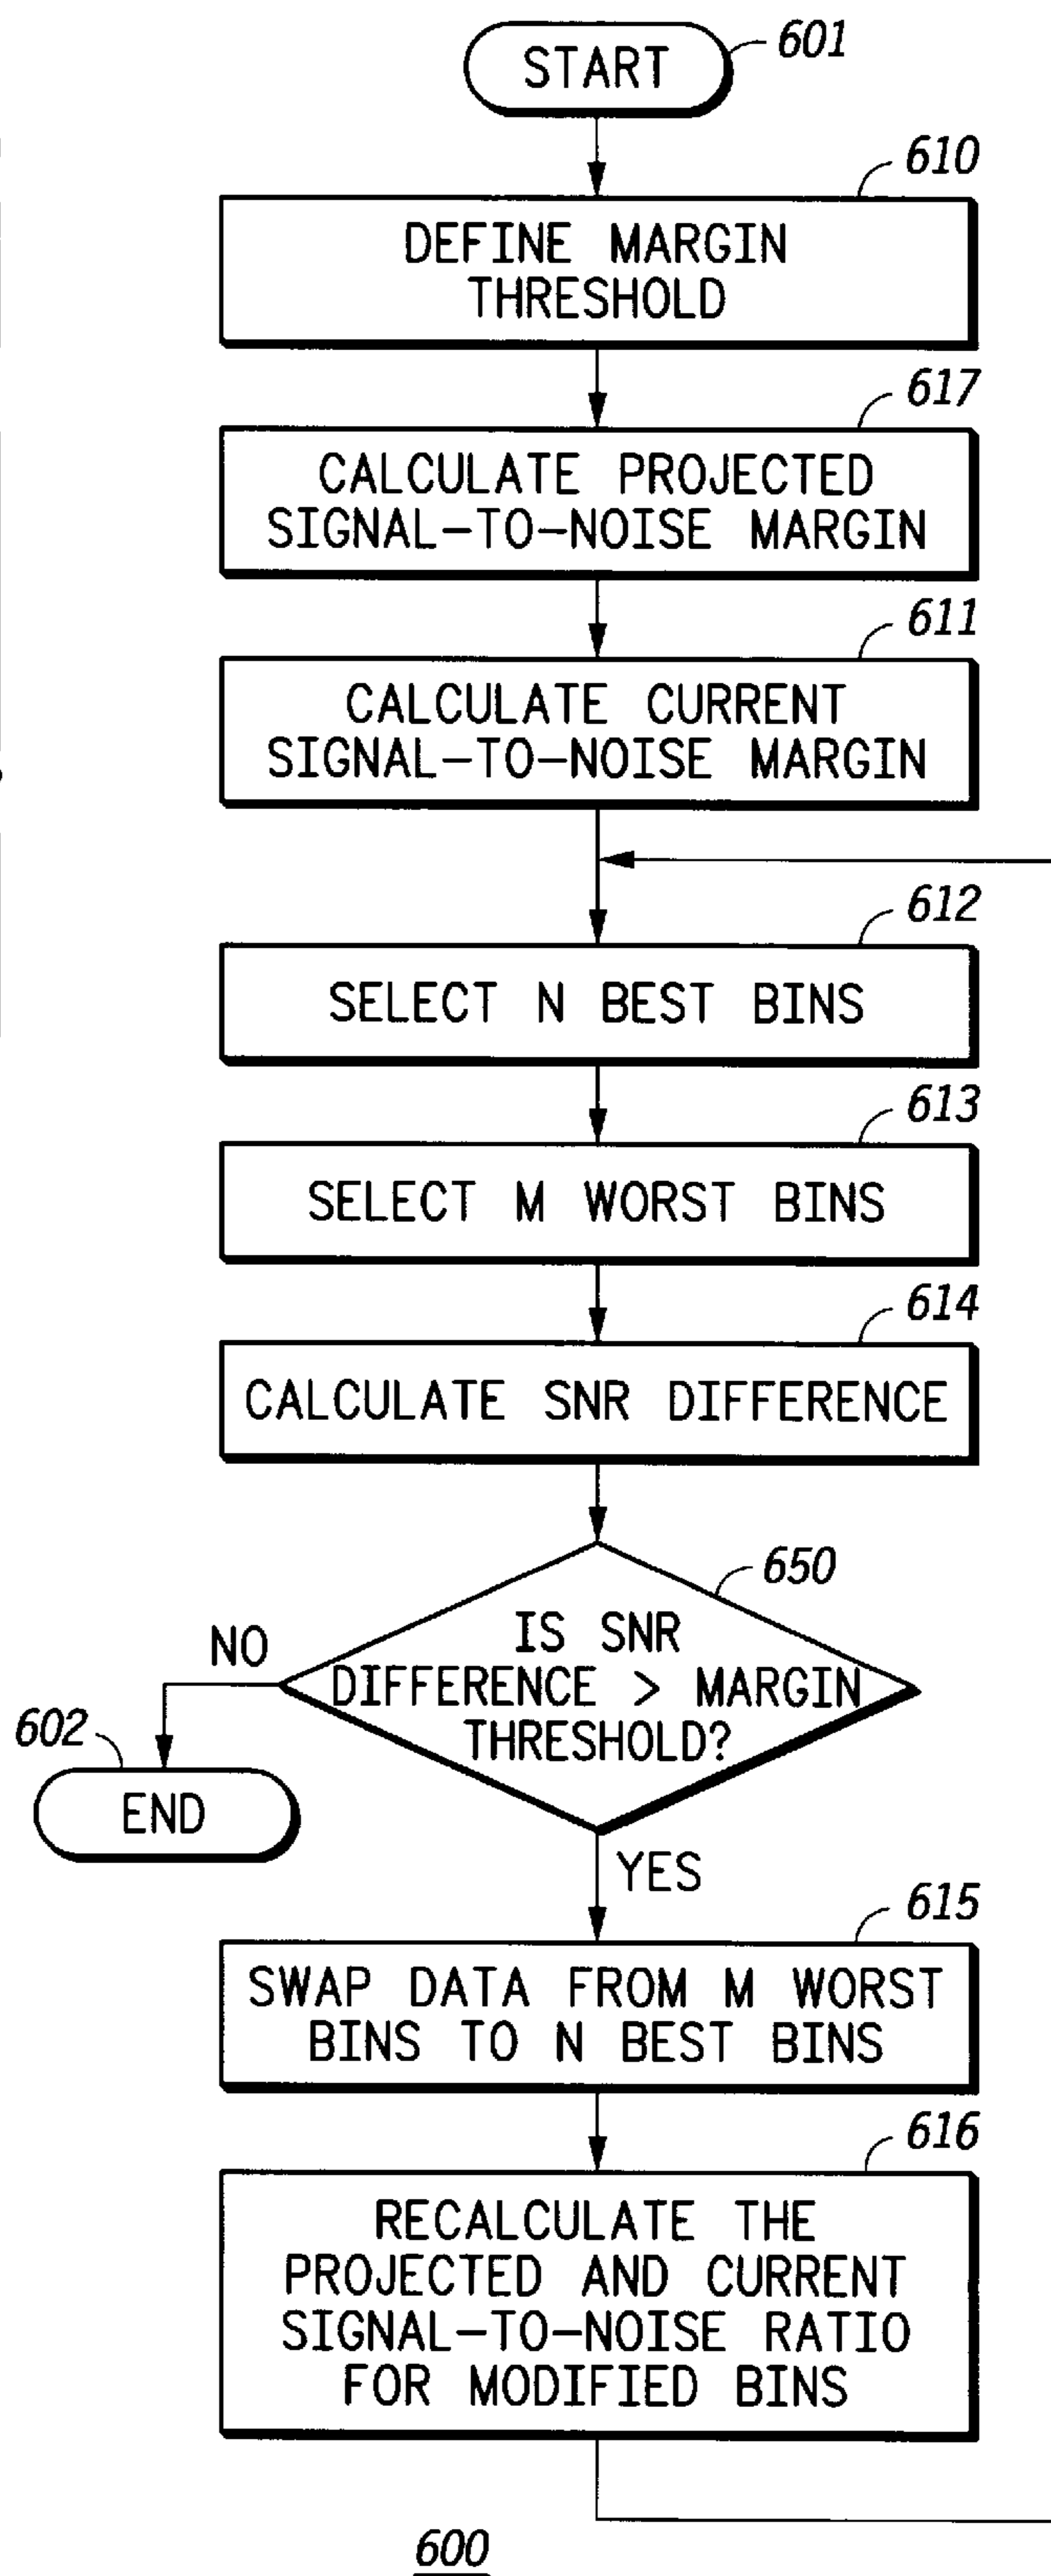 START
601
610
DEFINE MARGIN
THRESHOLD
617
CALCULATE PROJECTED
SIGNAL-TO-NOISE MARGIN
611
CALCULATE CURRENT
SIGNAL-TO-NOISE MARGIN
612
SELECT N BEST BINS
613
SELECT M WORST BINS
614
CALCULATE SNR DIFFERENCE
650
IS SNR
DIFFERENCE > MARGIN
THRESHOLD?
NO
602
END
YES
615
SWAP DATA FROM M WORST
BINS TO N BEST BINS
616
RECALCULATE THE
PROJECTED AND CURRENT
SIGNAL-TO-NOISE RATIO
FOR MODIFIED BINS
600